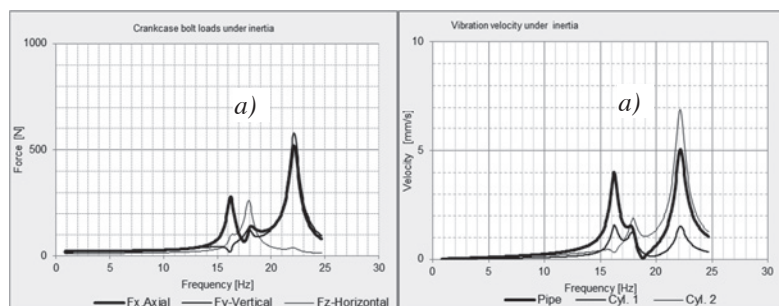 Crankcase bolt loads under inertia
1000
a)
500
0
Force [N]
0 5 10 15 20 25 30
Frequency [Hz]
Fx Axial Fy-Vertical Fz-Horizontal
Vibration velocity under inertia
10
a)
5
0
Velocity [mm/s]
0 5 10 15 20 25 30
Frequency [Hz]
Pipe Cyl. 1 Cyl. 2